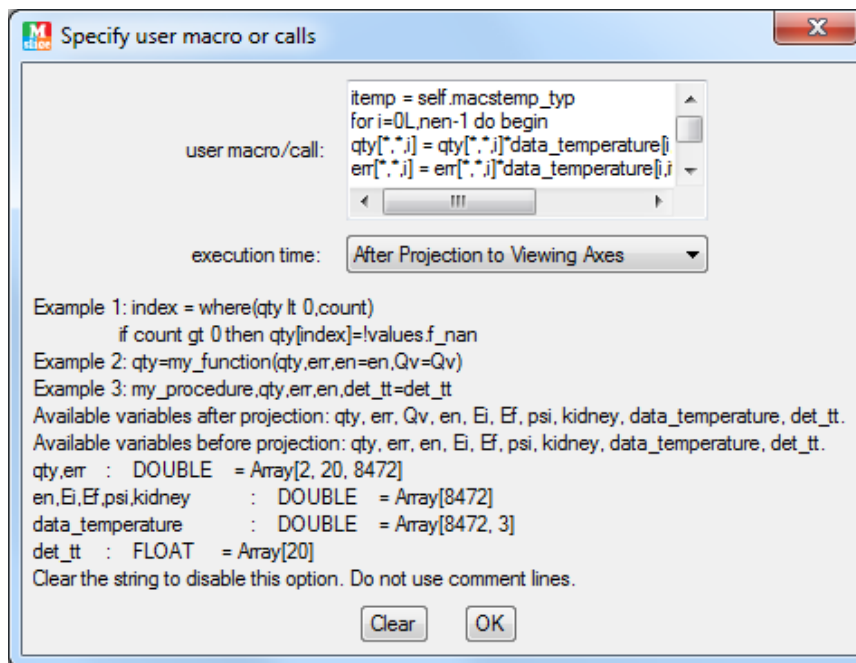 M
slice
Specify user macro or calls
user macro/call:
itemp = self.macstemp_typ
for i=0L,nen-1 do begin
qty[*,*,i] = qty[*,*,i]*data_temperature[i
err[*,*,i] = err[*,*,i]*data_temperature[i,i
execution time:
After Projection to Viewing Axes
Example 1: index = where(qty lt 0,count)
if count gt 0 then qty[index]=!values.f_nan
Example 2: qty=my_function(qty,err,en=en,Qv=Qv)
Example 3: my_procedure,qty,err,en,det_tt=det_tt
Available variables after projection: qty, err, Qv, en, Ei, Ef, psi, kidney, data_temperature, det_tt.
Available variables before projection: qty, err, en, Ei, Ef, psi, kidney, data_temperature, det_tt.
qty,err : DOUBLE = Array[2, 20, 8472]
en,Ei,Ef,psi,kidney : DOUBLE = Array[8472]
data_temperature : DOUBLE = Array[8472, 3]
det_tt : FLOAT = Array[20]
Clear the string to disable this option. Do not use comment lines.
Clear OK